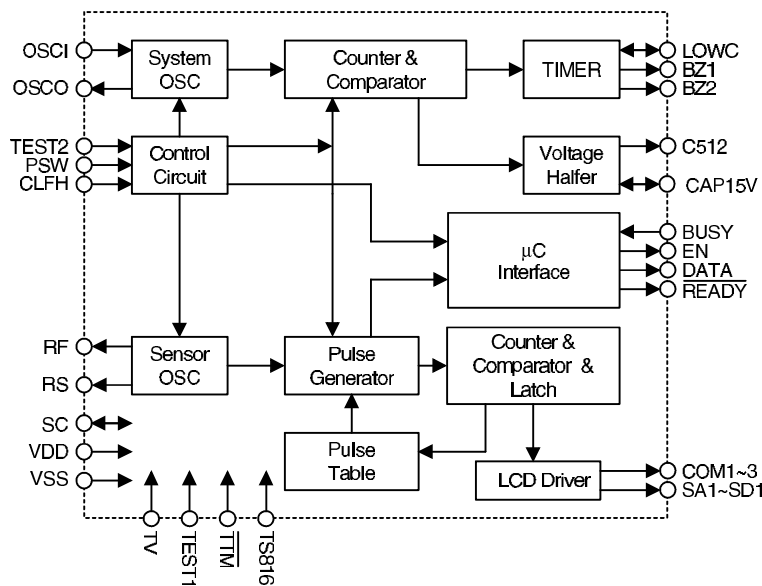 OSCI
OSCO
TEST2
PSW
CLFH
RF
RS
SC
VDD
VSS
System
OSC
Counter &
Comparator
TIMER
Control
Circuit
Voltage
Halfer
μC
Interface
Sensor
OSC
Pulse
Generator
Counter &
Comparator &
Latch
Pulse
Table
LCD Driver
LOWC
BZ1
BZ2
C512
CAP15V
BUSY
EN
DATA
READY
COM1~3
SA1~SD1
TV
TEST1
TTM
TS816